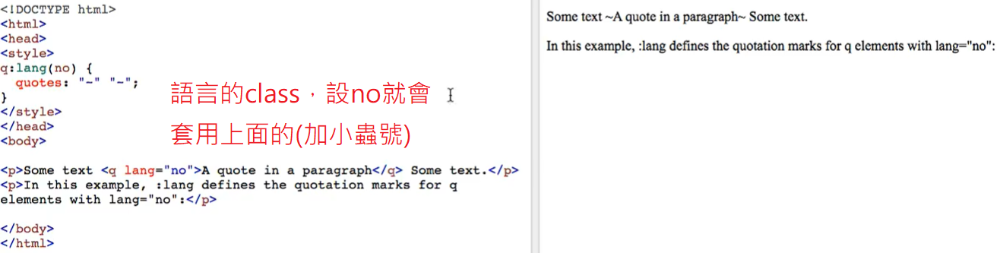 <!DOCTYPE html>
<html>
<head>
<style>
q:lang(no) {
  quotes: "~" "~";
}
</style>
</head>
<body>
語言的class，設no就會
套用上面的(加小蟲號)
<p>Some text <q lang="no">A quote in a paragraph</q> Some text.</p>
<p>In this example, :lang defines the quotation marks for q
elements with lang="no":</p>
</body>
</html>
Some text ~A quote in a paragraph~ Some text.
In this example, :lang defines the quotation marks for q elements with lang="no":